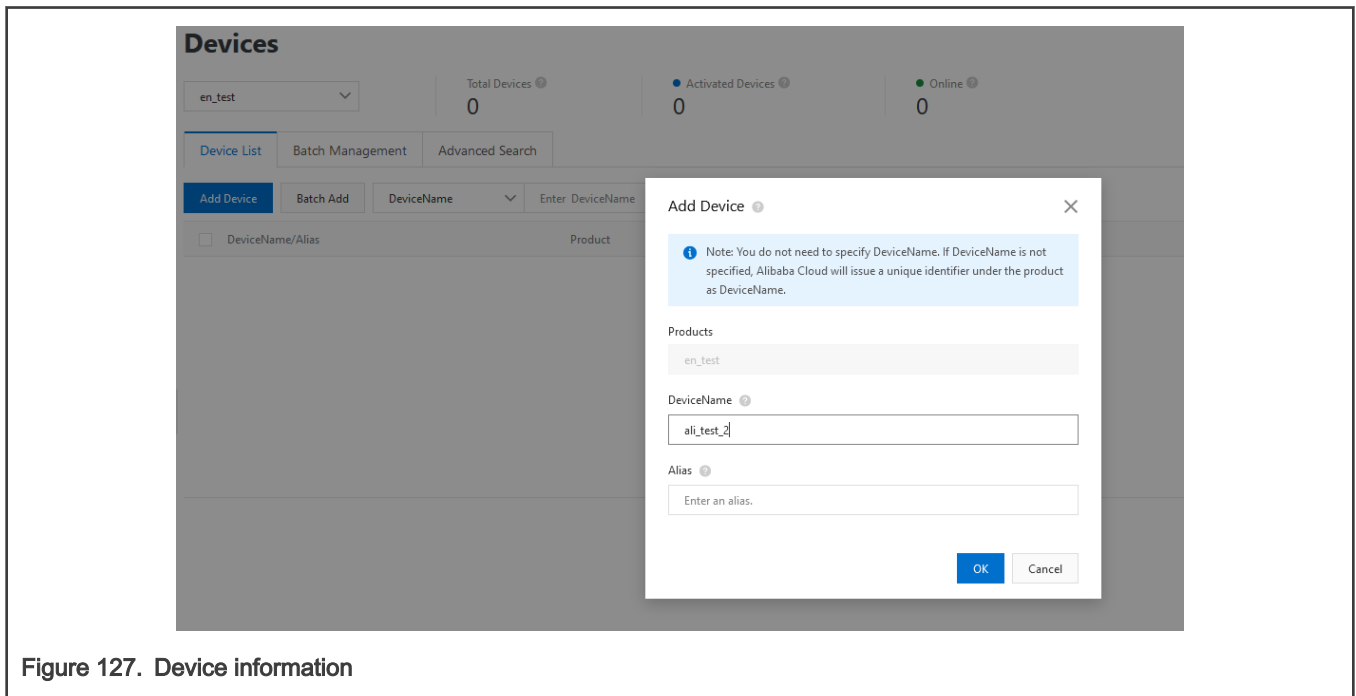 Devices
en_test
Total Devices
0
Activated Devices
0
Online
0
Device List Batch Management Advanced Search
Add Device Batch Add DeviceName Enter DeviceName
DeviceName/Alias Product
Add Device
Note: You do not need to specify DeviceName. If DeviceName is not
specified, Alibaba Cloud will issue a unique identifier under the product
as DeviceName.
Products
en_test
DeviceName
ali_test_2
Alias
Enter an alias.
OK Cancel
Figure 127. Device information